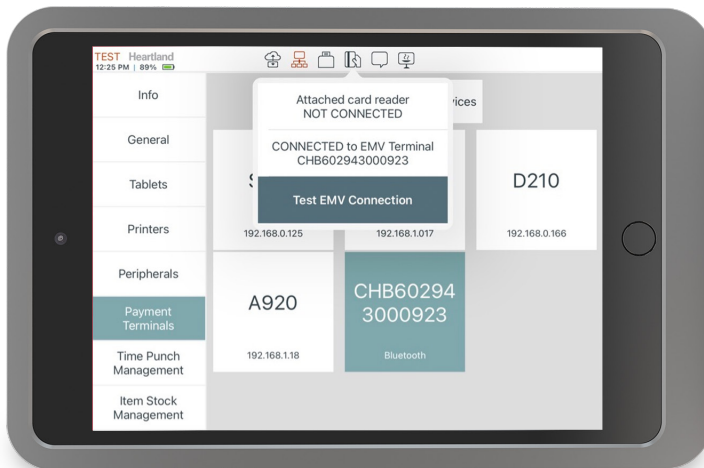 TEST Heartland
12:25 PM | 89%
Info
General
Tablets
Printers
Peripherals
Payment
Terminals
Time Punch
Management
Item Stock
Management
Attached card reader
NOT CONNECTED
CONNECTED to EMV Terminal
CHB602943000923
Test EMV Connection
D210
192.168.0.125
192.168.1.017
192.168.0.166
A920
192.168.1.18
CHB60294
3000923
Bluetooth